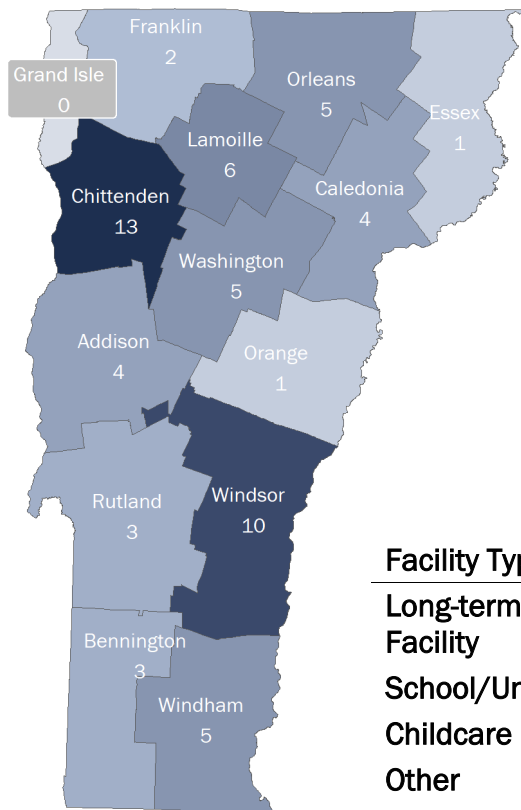 Franklin
2
Grand Isle
0
Orleans
5
Essex
1
Lamoille
6
Caledonia
4
Chittenden
13
Washington
5
Addison
4
Orange
1
Rutland
3
Windsor
10
Bennington
3
Windham
5
Facility Typ
Long-term
Facility
School/Un
Childcare
Other